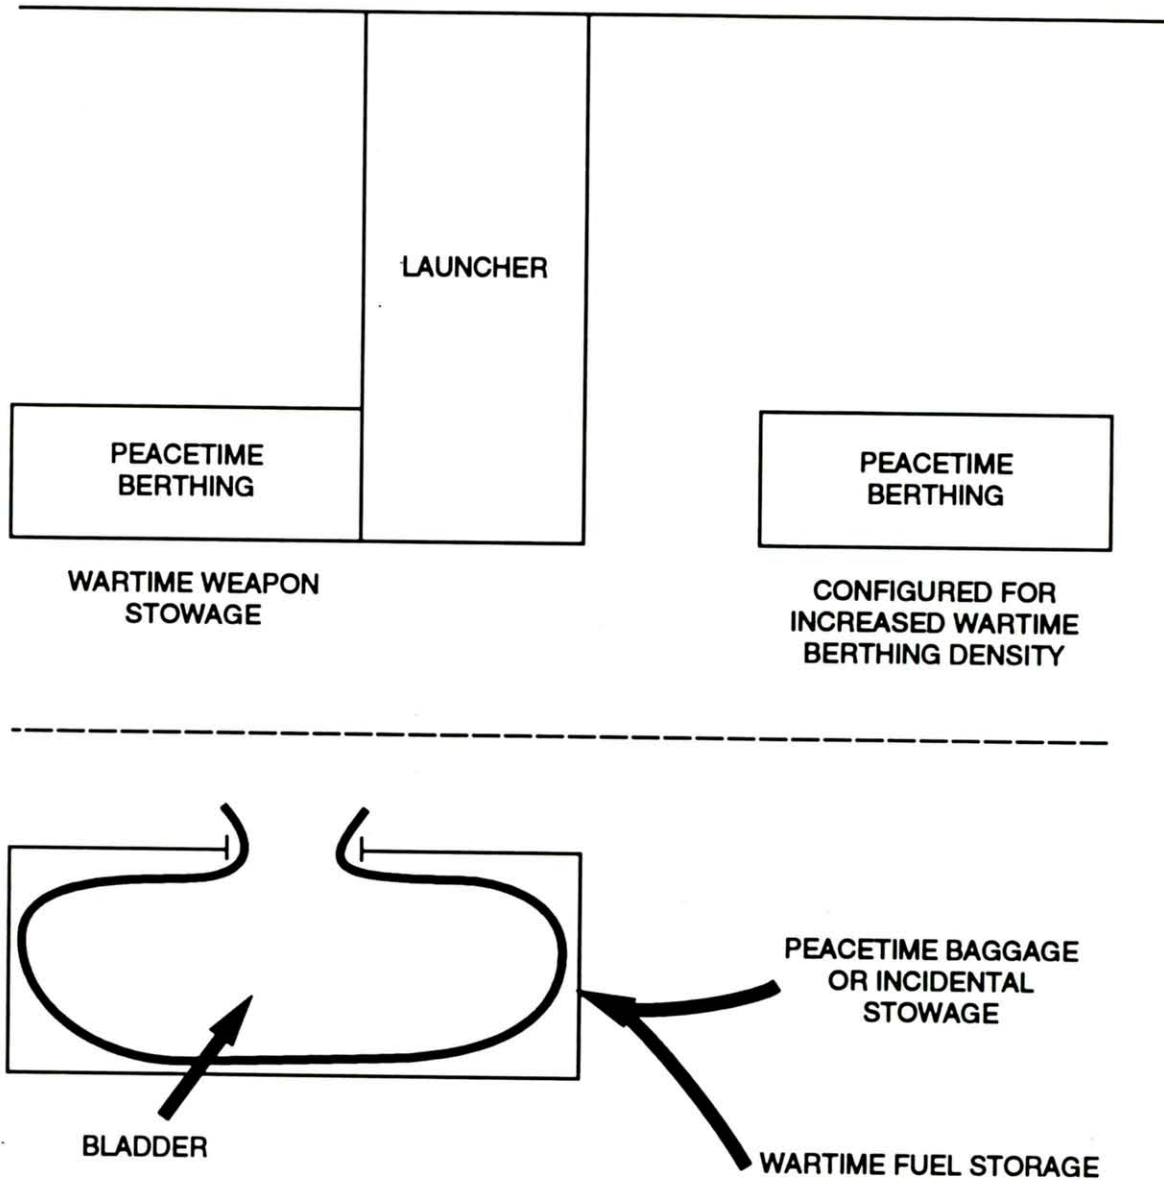 LAUNCHER
PEACETIME
BERTHING
PEACETIME
BERTHING
WARTIME WEAPON
STOWAGE
CONFIGURED FOR
INCREASED WARTIME
BERTHING DENSITY
PEACETIME BAGGAGE
OR INCIDENTAL
STOWAGE
BLADDER
WARTIME FUEL STORAGE